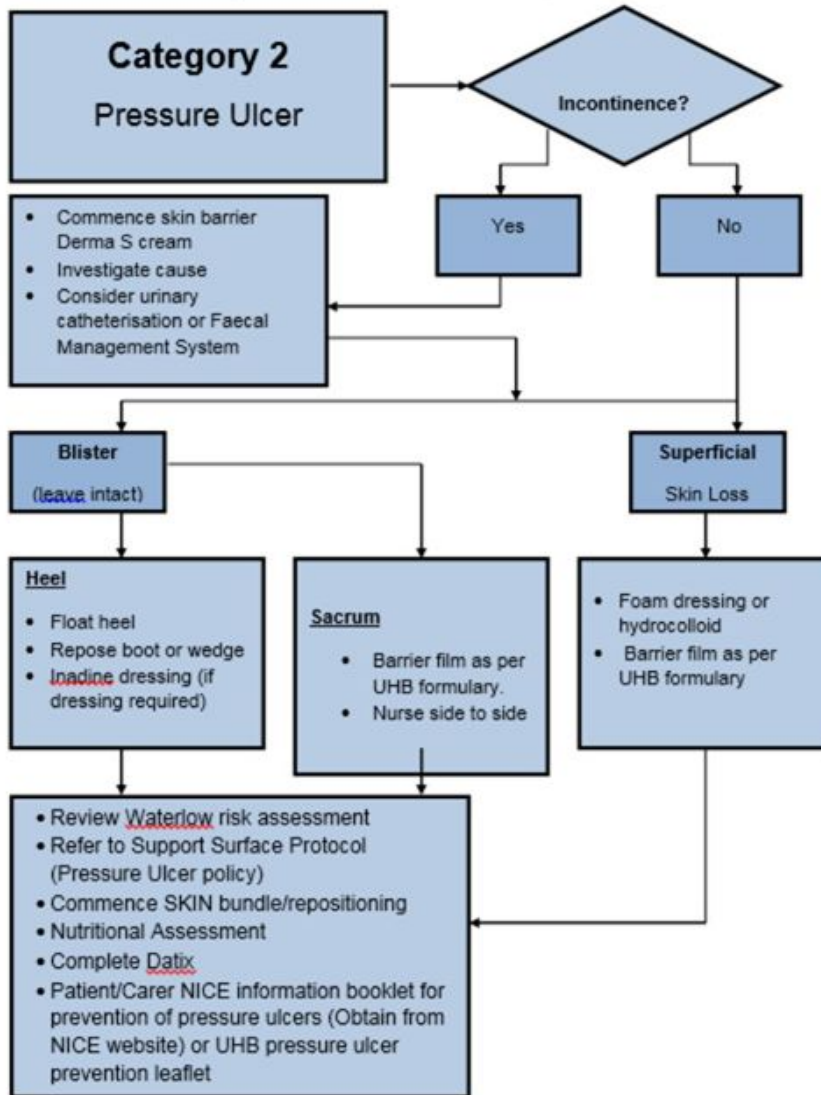 Category 2
Pressure Ulcer
Incontinence?
Yes
No
• Commence skin barrier
Derma S cream
• Investigate cause
• Consider urinary
catheterisation or Faecal
Management System
Blister
(leave intact)
Superficial
Skin Loss
Heel
• Float heel
• Repose boot or wedge
• Inadine dressing (if
dressing required)
Sacrum
• Barrier film as per
UHB formulary.
• Nurse side to side
• Foam dressing or
hydrocolloid
• Barrier film as per
UHB formulary
• Review Waterlow risk assessment
• Refer to Support Surface Protocol
(Pressure Ulcer policy)
• Commence SKIN bundle/repositioning
• Nutritional Assessment
• Complete Datix
• Patient/Carer NICE information booklet for
prevention of pressure ulcers (Obtain from
NICE website) or UHB pressure ulcer
prevention leaflet